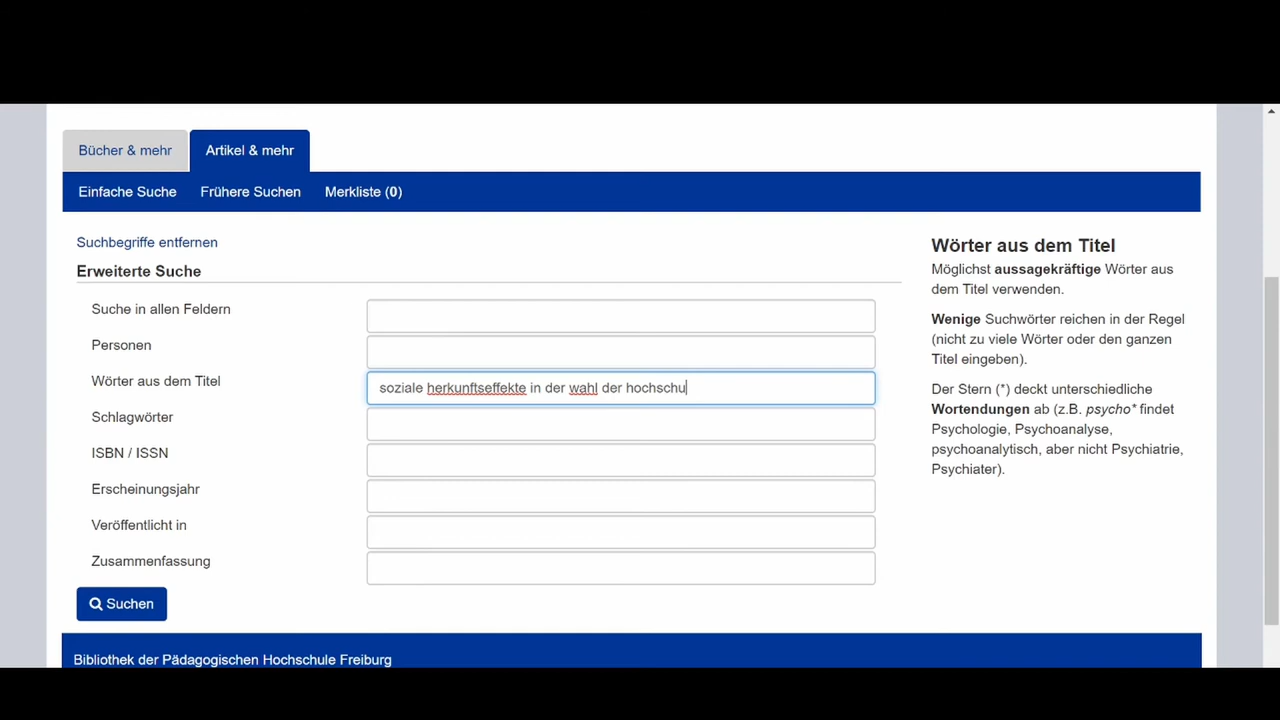 Bücher & mehr
Artikel & mehr
Einfache Suche Frühere Suchen Merkliste (0)
Suchbegriffe entfernen
Erweiterte Suche
Suche in allen Feldern
Personen
Wörter aus dem Titel
soziale herkunftseffekte in der wahl der hochschu
Schlagwörter
ISBN / ISSN
Erscheinungsjahr
Veröffentlicht in
Zusammenfassung
Suchen
Wörter aus dem Titel
Möglichst aussagekräftige Wörter aus
dem Titel verwenden.
Wenige Suchwörter reichen in der Regel
(nicht zu viele Wörter oder den ganzen
Titel eingeben).
Der Stern (*) deckt unterschiedliche
Wortendungen ab (z.B. psycho* findet
Psychologie, Psychoanalyse,
psychoanalytisch, aber nicht Psychiatrie,
Psychiater).
Bibliothek der Pädagogischen Hochschule Freiburg